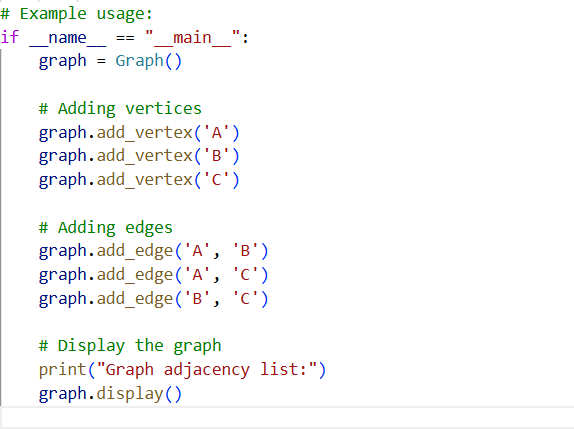 # Example usage:
if __name__ == "__main__":
    graph = Graph()

    # Adding vertices
    graph.add_vertex('A')
    graph.add_vertex('B')
    graph.add_vertex('C')

    # Adding edges
    graph.add_edge('A', 'B')
    graph.add_edge('A', 'C')
    graph.add_edge('B', 'C')

    # Display the graph
    print("Graph adjacency list:")
    graph.display()